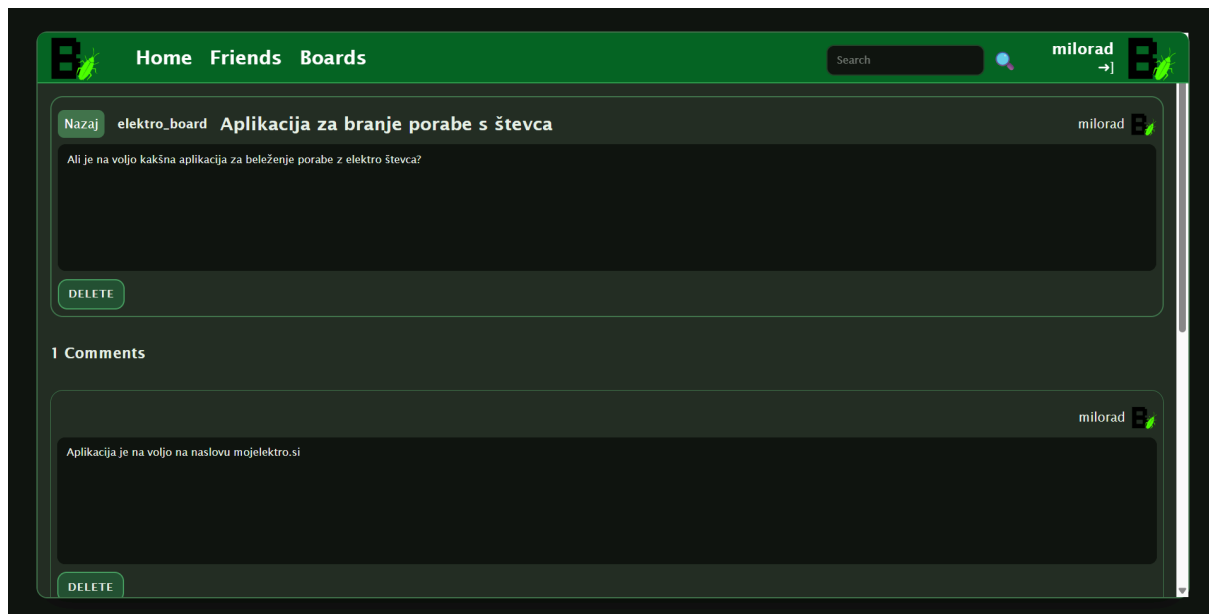 B Home Friends Boards Search milorad B
→]
Nazaj elektro_board Aplikacija za branje porabe s števca milorad B
Ali je na voljo kakšna aplikacija za beleženje porabe z elektro števca?
DELETE
1 Comments
milorad B
Aplikacija je na voljo na naslovu mojelektro.si
DELETE